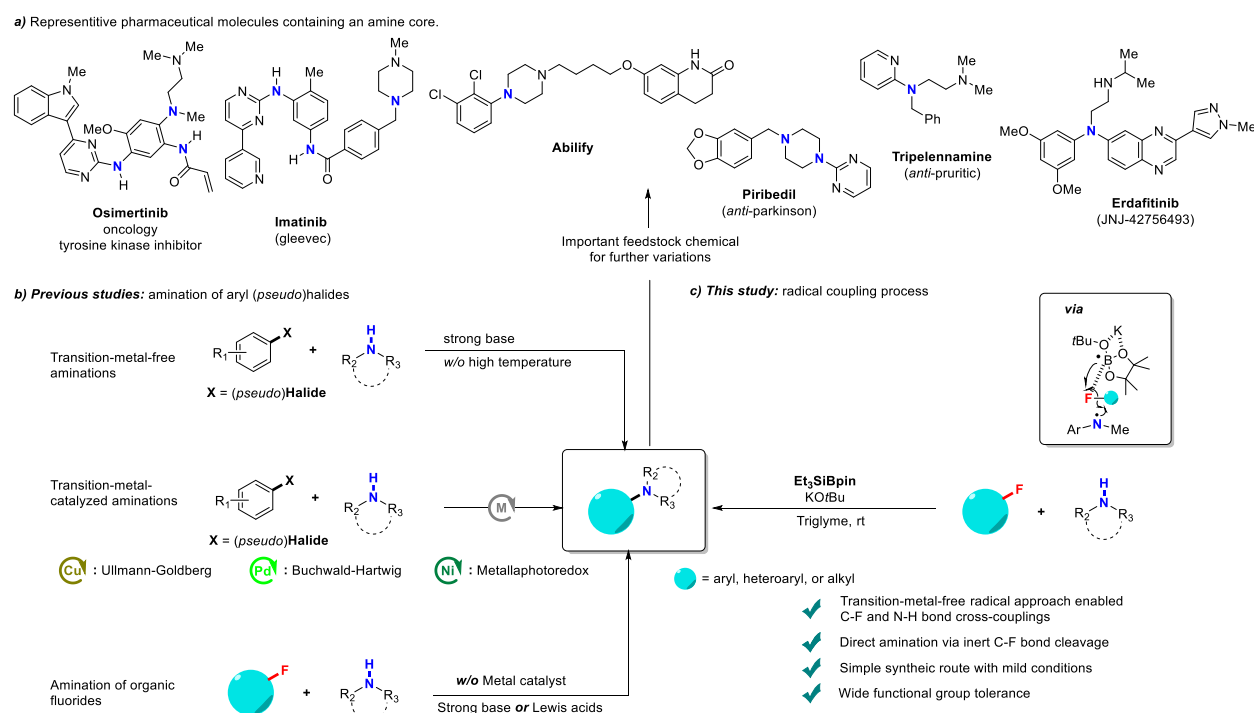 a) Representitive pharmaceutical molecules containing an amine core.
Me
N
N
N
N
H
MeO
N
Me
N
Me
Me
N
H
O
Osimertinib
oncology
tyrosine kinase inhibitor
N
N
N
H
N
Me
N
H
O
N
N
Me
Imatinib
(gleevec)
Cl
Cl
N
N
O
H
N
O
Abilify
O
O
N
N
N
N
Piribedil
(anti-parkinson)
N
N
Ph
N
Me
Me
Tripelennamine
(anti-pruritic)
MeO
OMe
N
HN
Me
Me
N
N
N
N
Me
Erdafitinib
(JNJ-42756493)
Important feedstock chemical
for further variations
b) Previous studies: amination of aryl (pseudo)halides
Transition-metal-free
aminations
R1
X
+
H
N
R2
R3
X = (pseudo)Halide
strong base
w/o high temperature
Transition-metal-
catalyzed aminations
R1
X
+
H
N
R2
R3
X = (pseudo)Halide
M
Cu : Ullmann-Goldberg
Pd : Buchwald-Hartwig
Ni : Metallaphotoredox
Amination of organic
fluorides
F
+
H
N
R2
R3
w/o Metal catalyst
Strong base or Lewis acids
R2
N
R3
c) This study: radical coupling process
via
K
tBu
O
O
B
O
F
Ar
N
Me
Et3SiBpin
KOtBu
Triglyme, rt
F
+
H
N
R2
R3
= aryl, heteroaryl, or alkyl
Transition-metal-free radical approach enabled
C-F and N-H bond cross-couplings
Direct amination via inert C-F bond cleavage
Simple syntheic route with mild conditions
Wide functional group tolerance